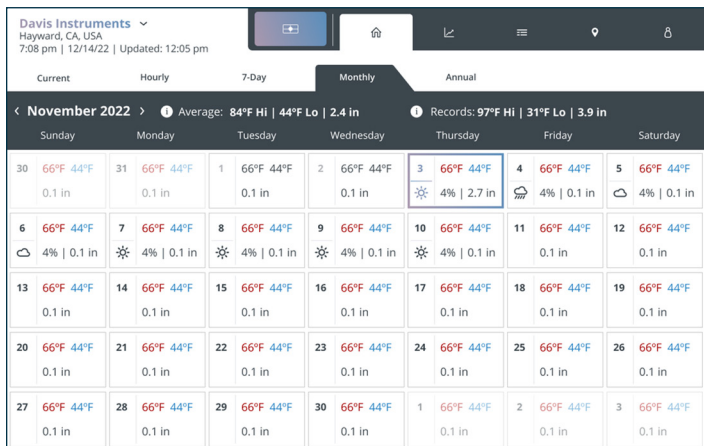 Davis Instruments
Hayward, CA, USA
7:08 pm | 12/14/22 | Updated: 12:05 pm
Current Hourly 7-Day Monthly Annual
< November 2022 > i Average: 84°F Hi | 44°F Lo | 2.4 in i Records: 97°F Hi | 31°F Lo | 3.9 in
Sunday Monday Tuesday Wednesday Thursday Friday Saturday
30 66°F 44°F 31 66°F 44°F 1 66°F 44°F 2 66°F 44°F 3 66°F 44°F 4 66°F 44°F 5 66°F 44°F
0.1 in 0.1 in 0.1 in 0.1 in 4% | 2.7 in 4% | 0.1 in 4% | 0.1 in
6 66°F 44°F 7 66°F 44°F 8 66°F 44°F 9 66°F 44°F 10 66°F 44°F 11 66°F 44°F 12 66°F 44°F
4% | 0.1 in 4% | 0.1 in 4% | 0.1 in 4% | 0.1 in 4% | 0.1 in 0.1 in 0.1 in
13 66°F 44°F 14 66°F 44°F 15 66°F 44°F 16 66°F 44°F 17 66°F 44°F 18 66°F 44°F 19 66°F 44°F
0.1 in 0.1 in 0.1 in 0.1 in 0.1 in 0.1 in 0.1 in
20 66°F 44°F 21 66°F 44°F 22 66°F 44°F 23 66°F 44°F 24 66°F 44°F 25 66°F 44°F 26 66°F 44°F
0.1 in 0.1 in 0.1 in 0.1 in 0.1 in 0.1 in 0.1 in
27 66°F 44°F 28 66°F 44°F 29 66°F 44°F 30 66°F 44°F 1 66°F 44°F 2 66°F 44°F 3 66°F 44°F
0.1 in 0.1 in 0.1 in 0.1 in 0.1 in 0.1 in 0.1 in